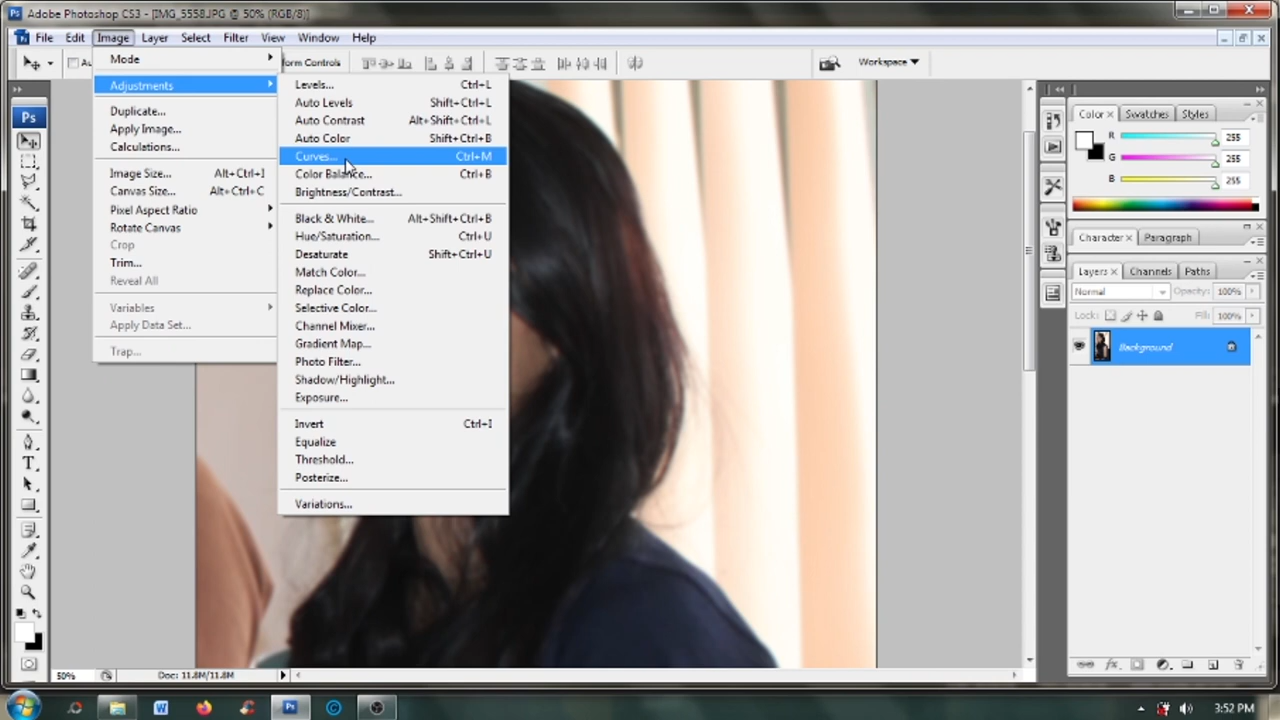 Adobe Photoshop CS3 - [IMG_5558.JPG @ 50% (RGB/8)]
File Edit Image Layer Select Filter View Window Help
Form Controls
Workspace
Mode
Adjustments
Duplicate...
Apply Image...
Calculations...
Image Size... Alt+Ctrl+I
Canvas Size... Alt+Ctrl+C
Pixel Aspect Ratio
Rotate Canvas
Crop
Trim...
Reveal All
Variables
Apply Data Set...
Trap...
Levels... Ctrl+L
Auto Levels Shift+Ctrl+L
Auto Contrast Alt+Shift+Ctrl+L
Auto Color Shift+Ctrl+B
Curves... Ctrl+M
Color Balance... Ctrl+B
Brightness/Contrast...
Black & White... Alt+Shift+Ctrl+B
Hue/Saturation... Ctrl+U
Desaturate Shift+Ctrl+U
Match Color...
Replace Color...
Selective Color...
Channel Mixer...
Gradient Map...
Photo Filter...
Shadow/Highlight...
Exposure...
Invert Ctrl+I
Equalize
Threshold...
Posterize...
Variations...
Ps
T
Color × Swatches Styles
R 255
G 255
B 255
Character × Paragraph
Layers × Channels Paths
Normal Opacity: 100%
Lock: Fill: 100%
Background
50% Doc: 11.8M/11.8M
3:52 PM